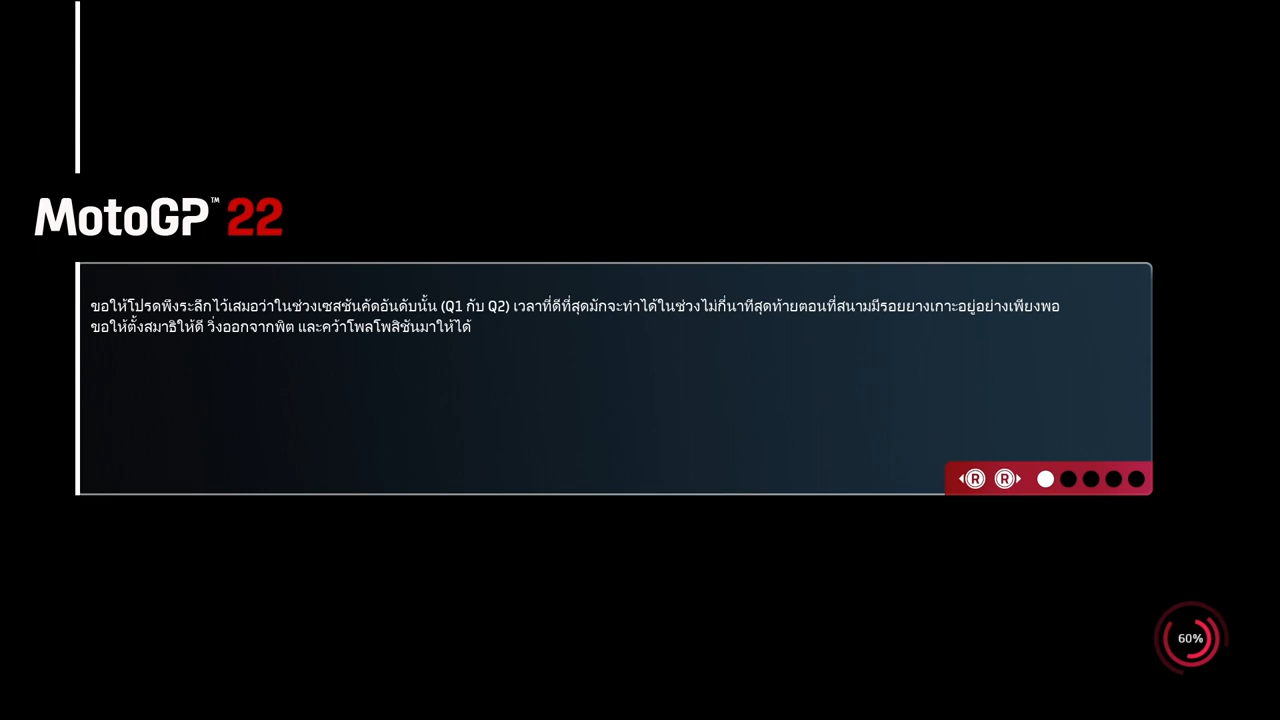 MotoGP™ 22
ขอให้โปรดพึงระลึกไว้เสมอว่าในช่วงเซสชันคัดอันดับนั้น (Q1 กับ Q2) เวลาที่ดีที่สุดมักจะทำได้ในช่วงไม่กี่นาทีสุดท้ายตอนที่สนามมีรอยยางเกาะอยู่อย่างเพียงพอ
ขอให้ตั้งสมาธิให้ดี วิ่งออกจากพิต และคว้าโพลโพสิชันมาให้ได้
R R
60%